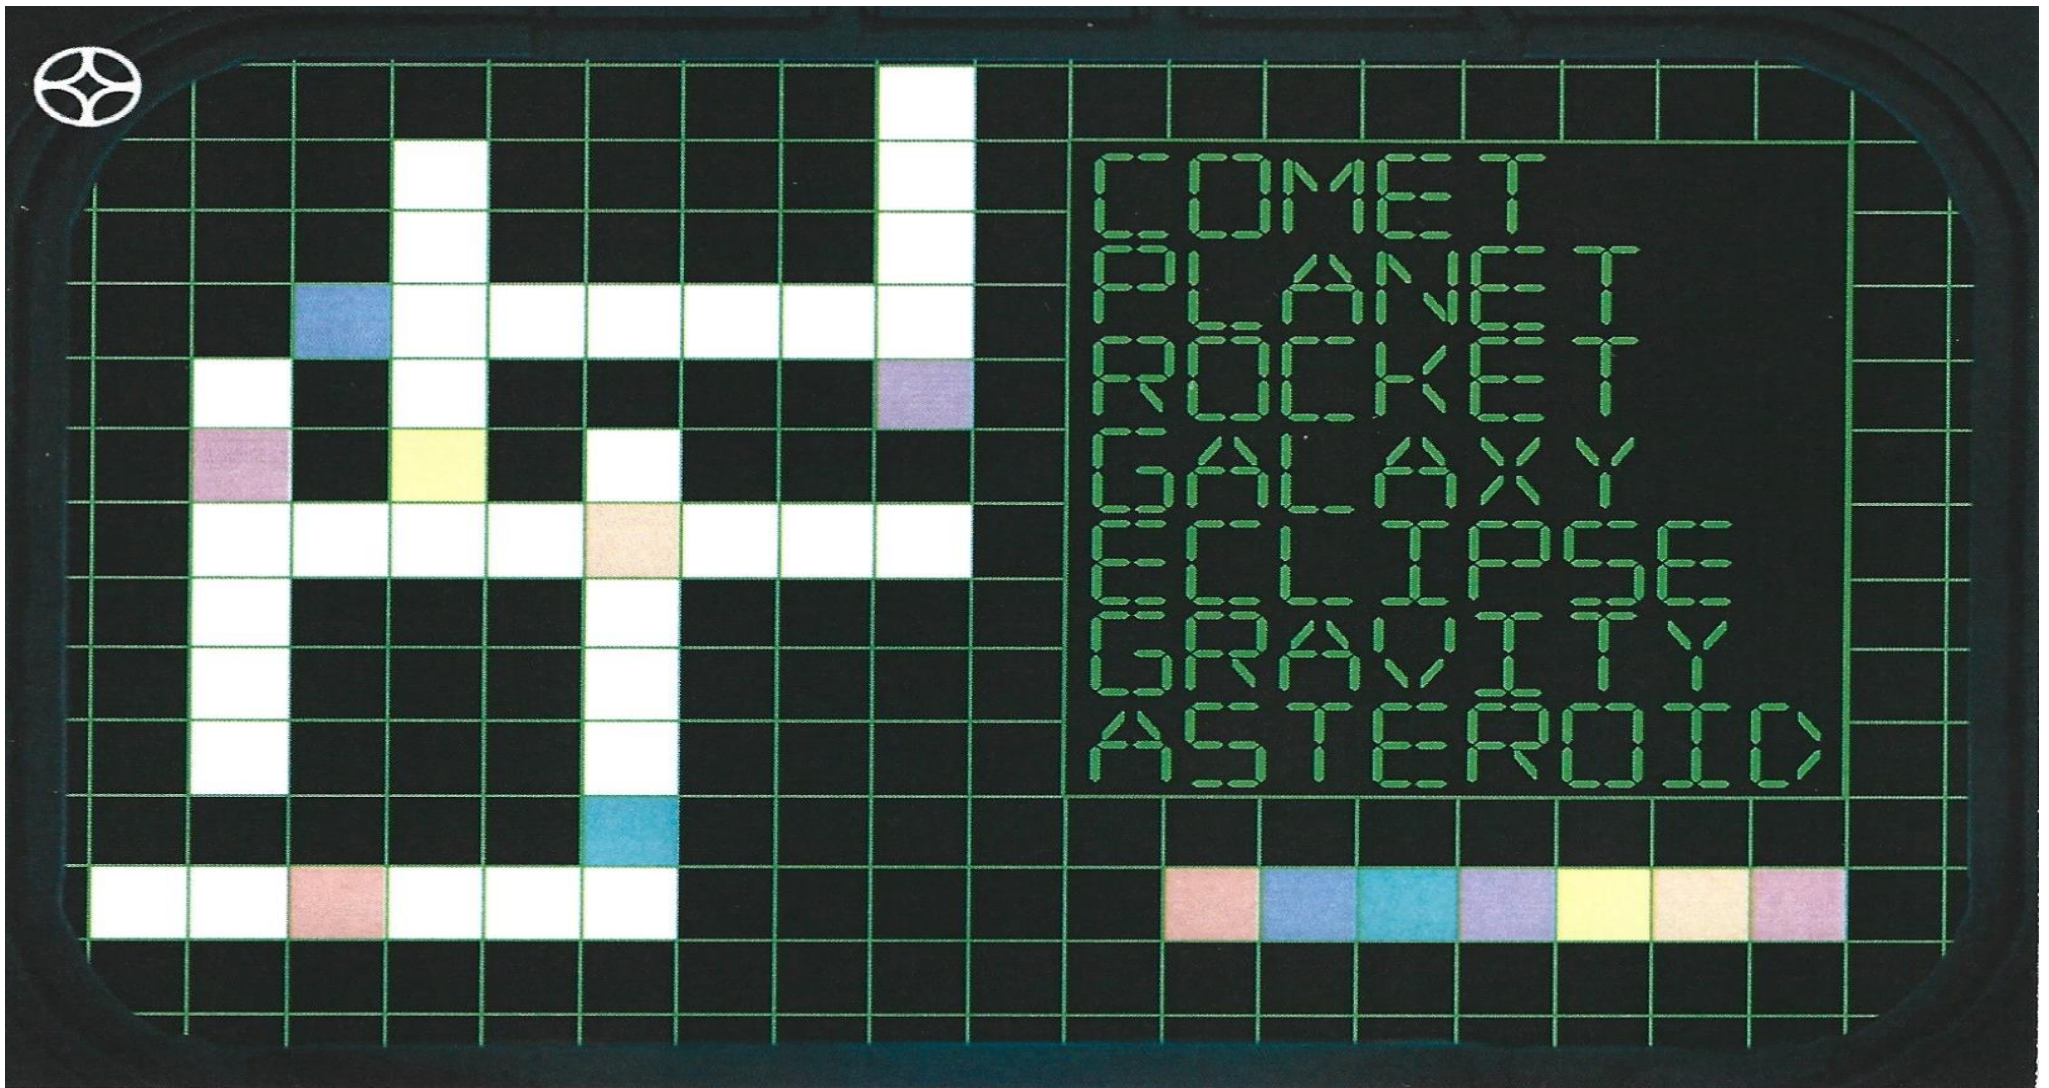 COMET
PLANET
ROCKET
GALAXY
ECLIPSE
GRAVITY
ASTEROID